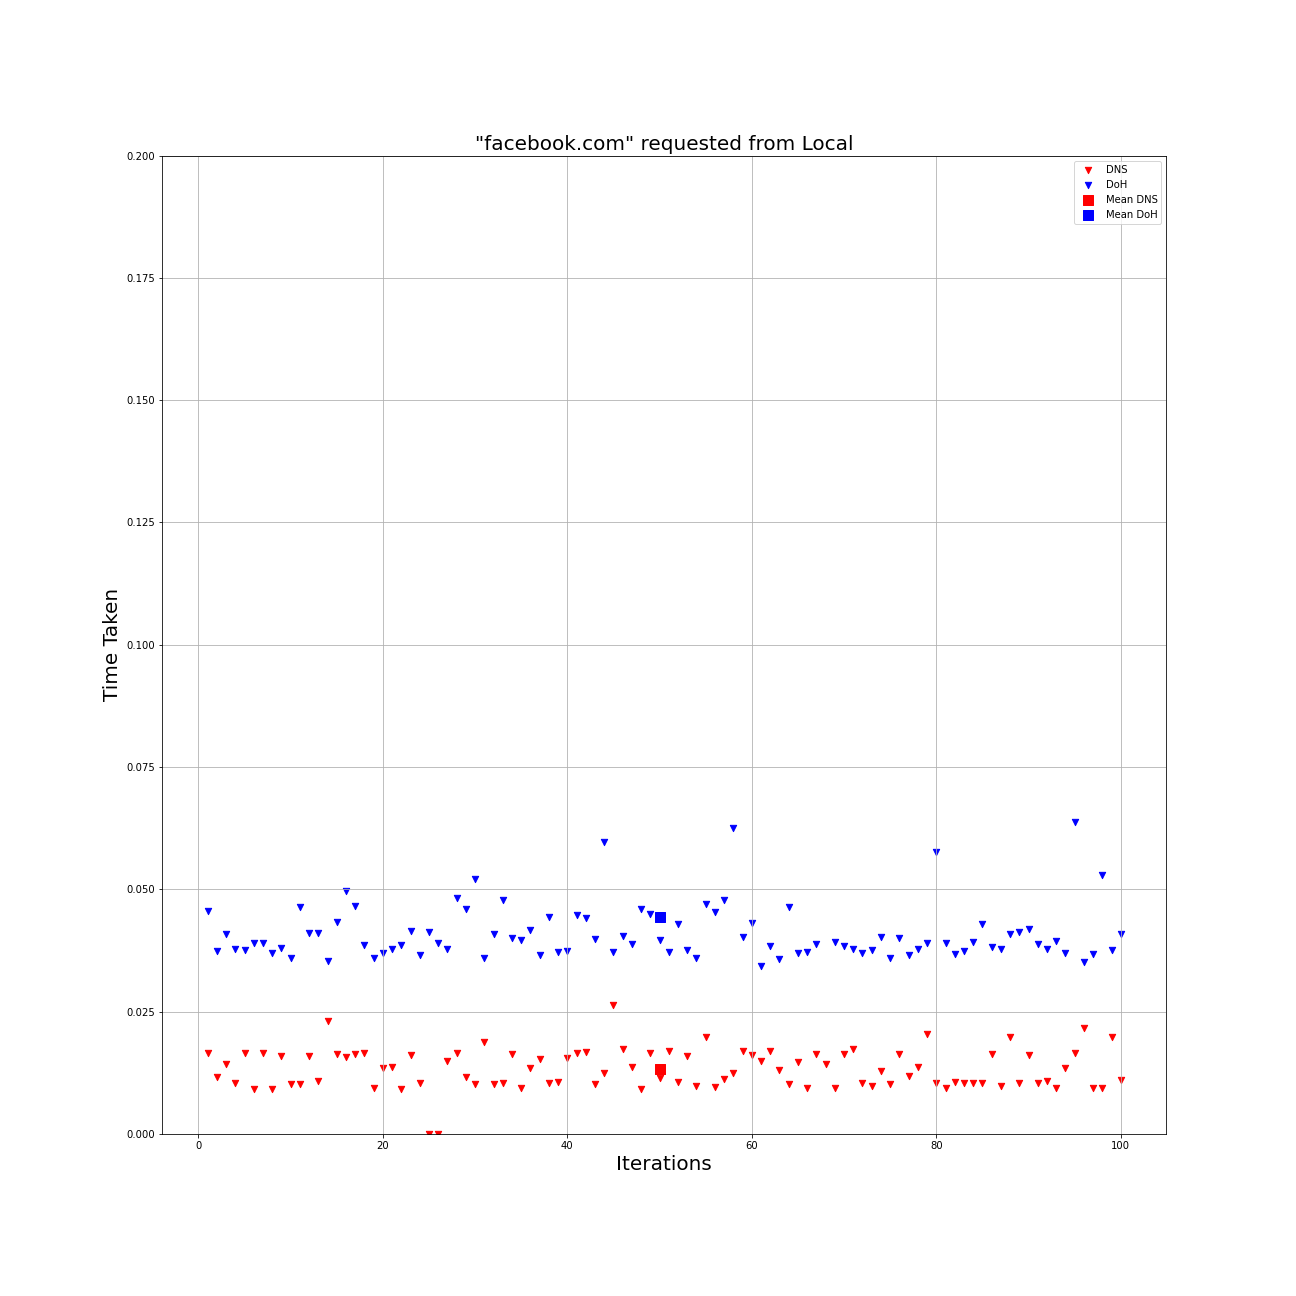 "facebook.com" requested from Local
0.200
0.175
0.150
0.125
0.100
0.075
0.050
0.025
0.000
Time Taken
DNS
DoH
Mean DNS
Mean DoH
0 20 40 60 80 100
Iterations